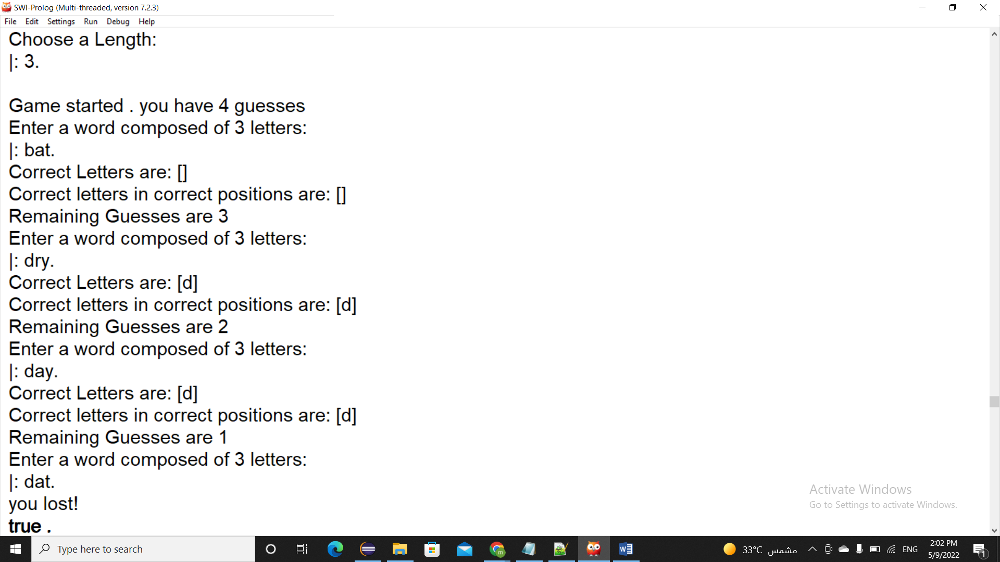 SWI-Prolog (Multi-threaded, version 7.2.3)
File Edit Settings Run Debug Help
Choose a Length:
|: 3.
Game started . you have 4 guesses
Enter a word composed of 3 letters:
|: bat.
Correct Letters are: []
Correct letters in correct positions are: []
Remaining Guesses are 3
Enter a word composed of 3 letters:
|: dry.
Correct Letters are: [d]
Correct letters in correct positions are: [d]
Remaining Guesses are 2
Enter a word composed of 3 letters:
|: day.
Correct Letters are: [d]
Correct letters in correct positions are: [d]
Remaining Guesses are 1
Enter a word composed of 3 letters:
|: dat.
you lost!
true .
Activate Windows
Go to Settings to activate Windows.
Type here to search
m
W
33°C مشمس
ENG
2:02 PM
5/9/2022
1